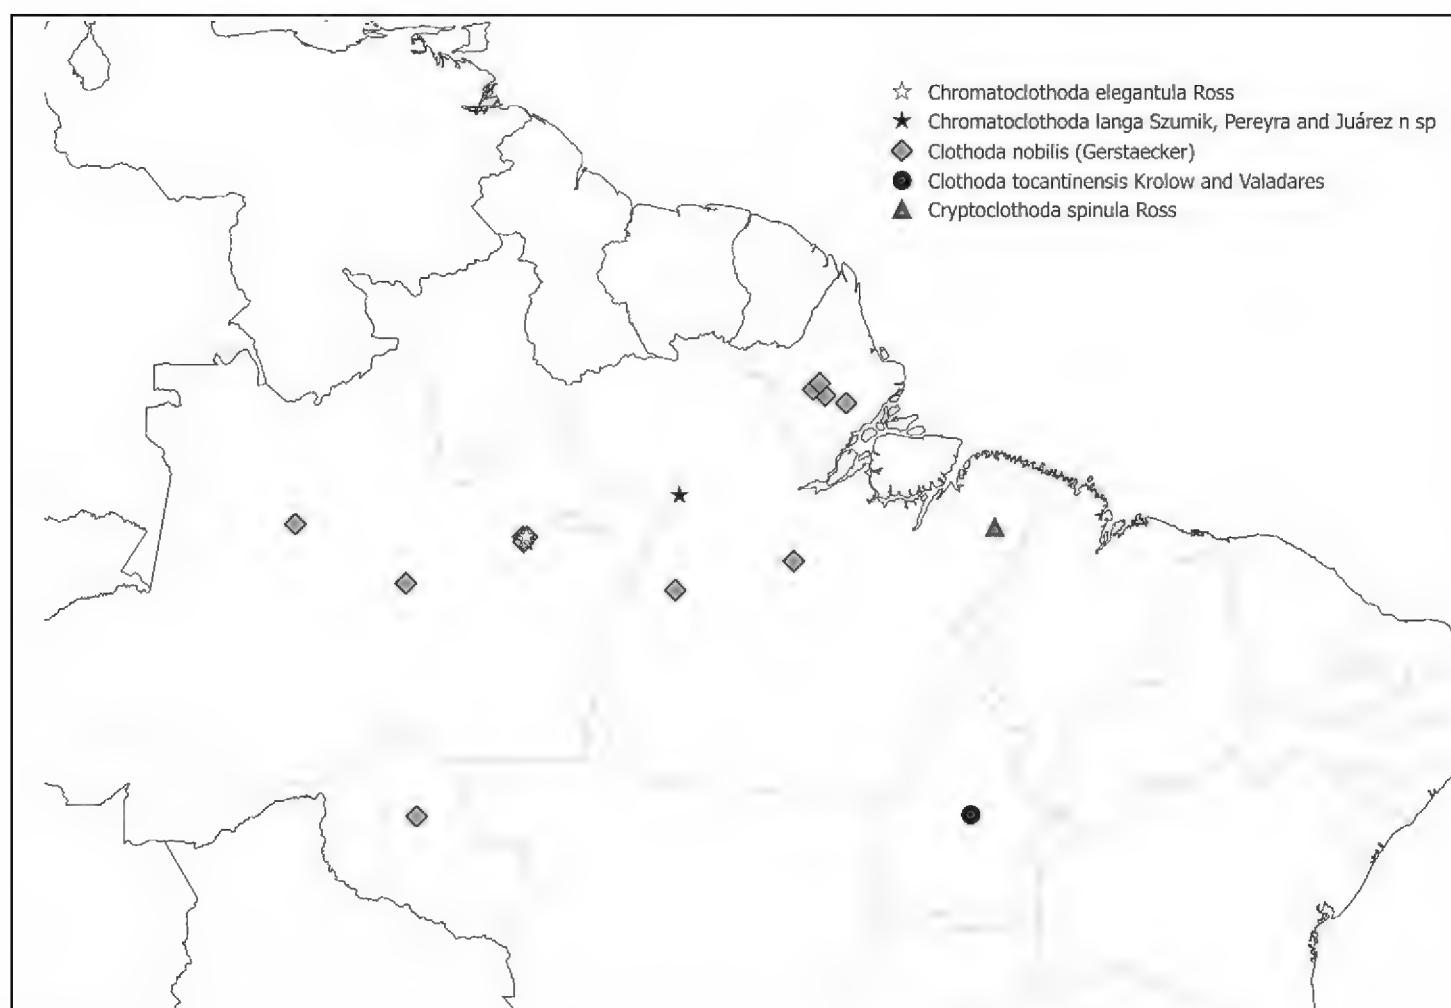 Chromatoclothoda elegantula Ross
Chromatoclothoda langa Szumik, Pereyra and Juárez n sp
Clothoda nobilis (Gerstaecker)
Clothoda tocantinensis Krolow and Valadares
Cryptoclothoda spinula Ross